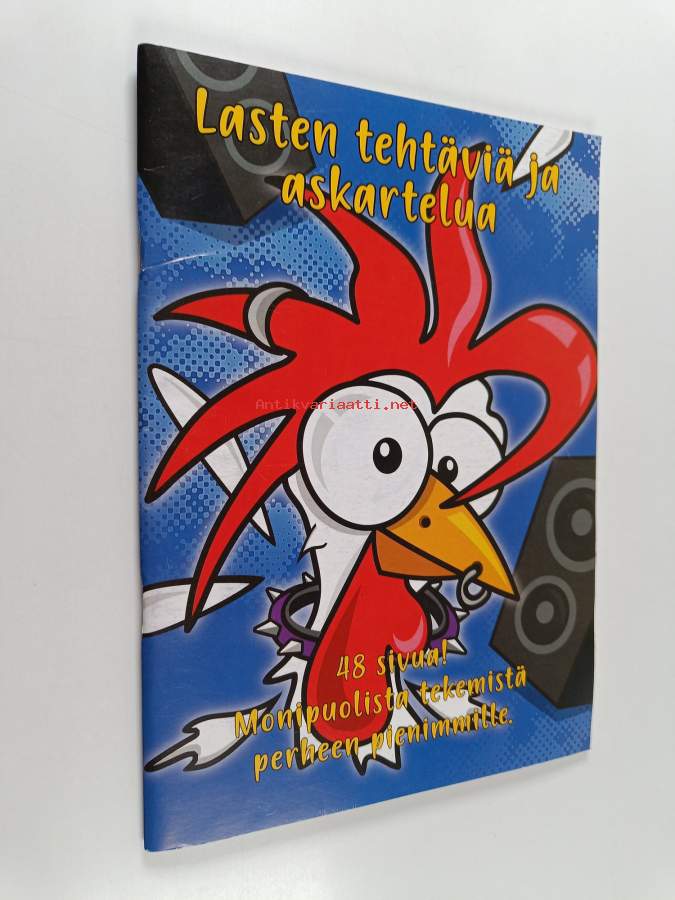 Lasten tehtäviä ja
askartelua
Antikvariaatti.net
48 sivua!
Monipuolista tekemistä
perheen pienimmille.